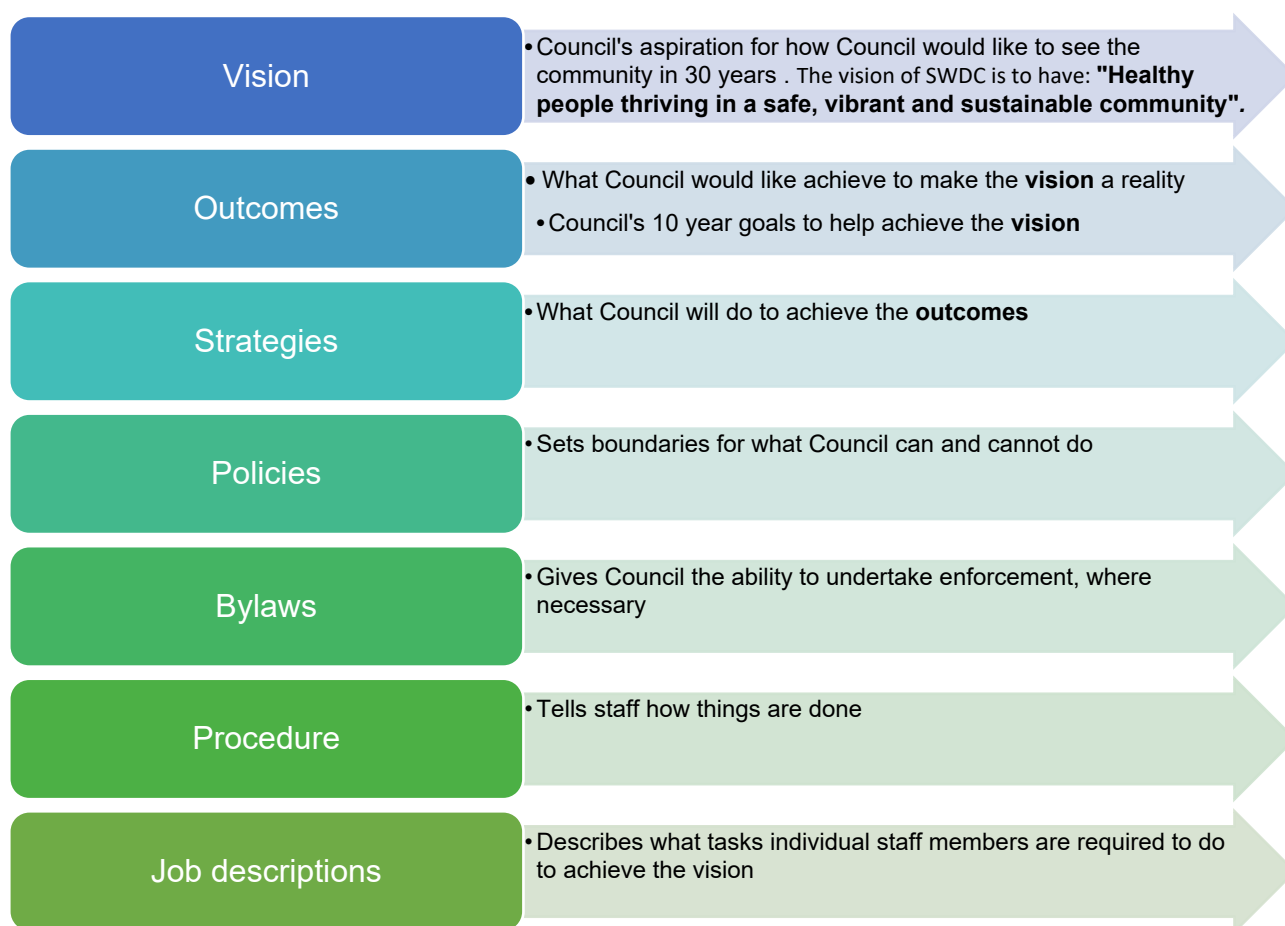 Vision
•Council's aspiration for how Council would like to see the
community in 30 years . The vision of SWDC is to have: "Healthy
people thriving in a safe, vibrant and sustainable community".
Outcomes
• What Council would like achieve to make the vision a reality
•Council's 10 year goals to help achieve the vision
Strategies
•What Council will do to achieve the outcomes
Policies
•Sets boundaries for what Council can and cannot do
Bylaws
•Gives Council the ability to undertake enforcement, where
necessary
Procedure
•Tells staff how things are done
Job descriptions
•Describes what tasks individual staff members are required to do
to achieve the vision